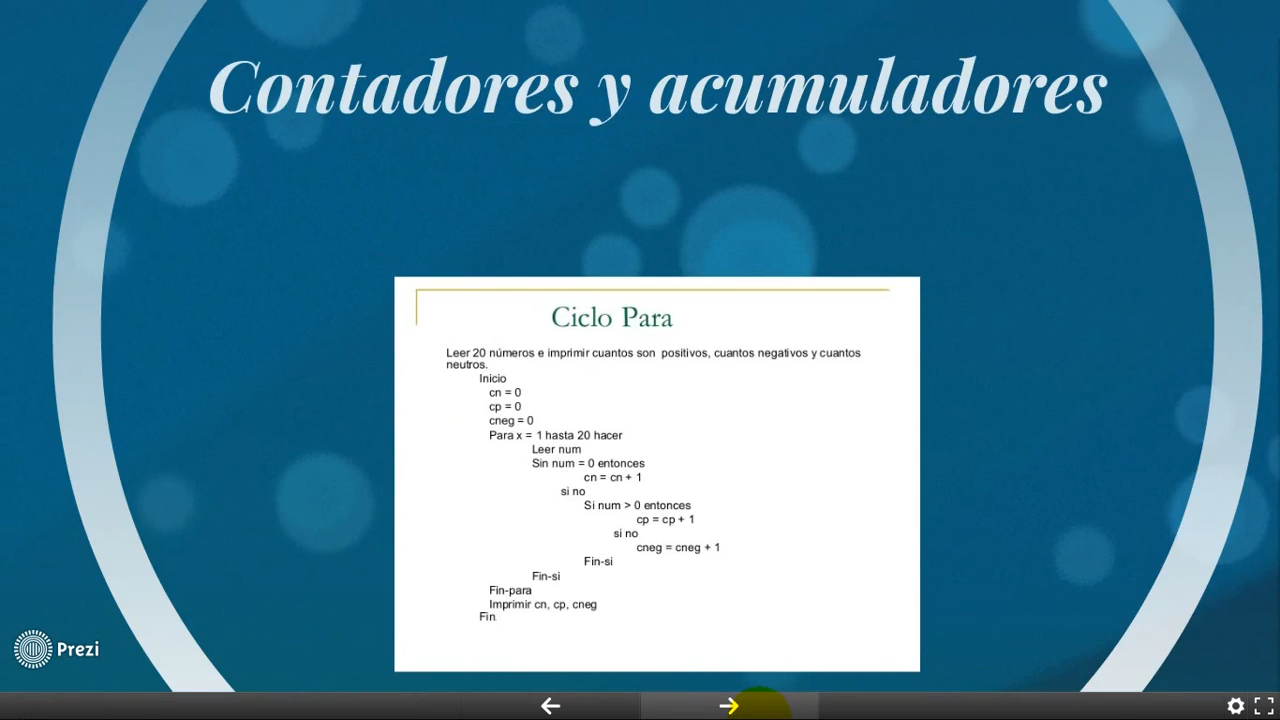 Contadores y acumuladores
Ciclo Para
Leer 20 números e imprimir cuantos son positivos, cuantos negativos y cuantos
neutros.
Inicio
cn = 0
cp = 0
cneg = 0
Para x = 1 hasta 20 hacer
Leer num
Sin num = 0 entonces
cn = cn + 1
si no
Si num > 0 entonces
cp = cp + 1
si no
cneg = cneg + 1
Fin-si
Fin-si
Fin-para
Imprimir cn, cp, cneg
Fin.
Prezi